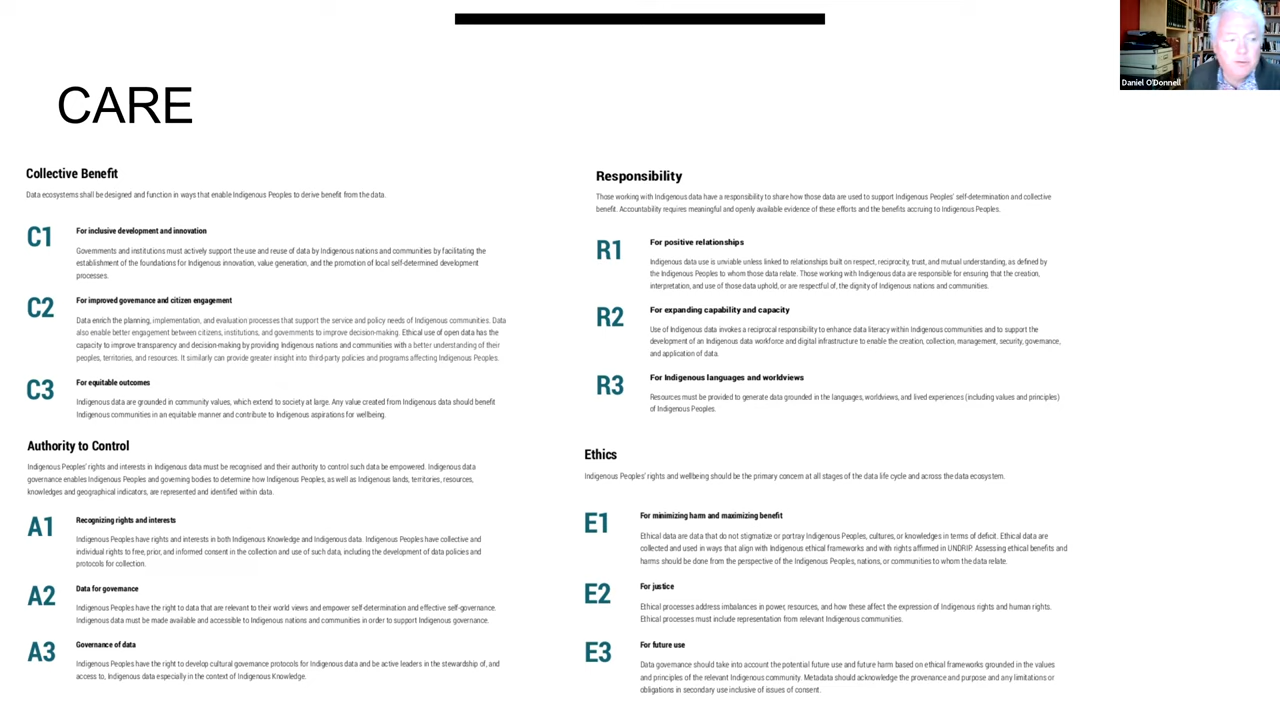 CARE
Daniel O'Donnell
Collective Benefit
Data ecosystems shall be designed and function in ways that enable Indigenous Peoples to derive benefit from the data.
C1
For inclusive development and innovation
Governments and institutions must actively support the use and reuse of data by Indigenous nations and communities by facilitating the
establishment of the foundations for Indigenous innovation, value generation, and the promotion of local self-determined development
processes.
C2
For improved governance and citizen engagement
Data enrich the planning, implementation, and evaluation processes that support the service and policy needs of Indigenous communities. Data
also enable better engagement between citizens, institutions, and governments to improve decision-making. Ethical use of open data has the
capacity to improve transparency and decision-making by providing Indigenous nations and communities with a better understanding of their
peoples, territories, and resources. It similarly can provide greater insight into third-party policies and programs affecting Indigenous Peoples.
C3
For equitable outcomes
Indigenous data are grounded in community values, which extend to society at large. Any value created from Indigenous data should benefit
Indigenous communities in an equitable manner and contribute to Indigenous aspirations for wellbeing.
Authority to Control
Indigenous Peoples' rights and interests in Indigenous data must be recognised and their authority to control such data be empowered. Indigenous data
governance enables Indigenous Peoples and governing bodies to determine how Indigenous Peoples, as well as Indigenous lands, territories, resources,
knowledges and geographical indicators, are represented and identified within data.
A1
Recognizing rights and interests
Indigenous Peoples have rights and interests in both Indigenous Knowledge and Indigenous data. Indigenous Peoples have collective and
individual rights to free, prior, and informed consent in the collection and use of such data, including the development of data policies and
protocols for collection.
A2
Data for governance
Indigenous Peoples have the right to data that are relevant to their world views and empower self-determination and effective self-governance.
Indigenous data must be made available and accessible to Indigenous nations and communities in order to support Indigenous governance.
A3
Governance of data
Indigenous Peoples have the right to develop cultural governance protocols for Indigenous data and be active leaders in the stewardship of, and
access to, Indigenous data especially in the context of Indigenous Knowledge.
Responsibility
Those working with Indigenous data have a responsibility to share how those data are used to support Indigenous Peoples' self-determination and collective
benefit. Accountability requires meaningful and openly available evidence of these efforts and the benefits accruing to Indigenous Peoples.
R1
For positive relationships
Indigenous data use is unviable unless linked to relationships built on respect, reciprocity, trust, and mutual understanding, as defined by
the Indigenous Peoples to whom those data relate. Those working with Indigenous data are responsible for ensuring that the creation,
interpretation, and use of those data uphold, or are respectful of, the dignity of Indigenous nations and communities.
R2
For expanding capability and capacity
Use of Indigenous data invokes a reciprocal responsibility to enhance data literacy within Indigenous communities and to support the
development of an Indigenous data workforce and digital infrastructure to enable the creation, collection, management, security, governance,
and application of data.
R3
For Indigenous languages and worldviews
Resources must be provided to generate data grounded in the languages, worldviews, and lived experiences (including values and principles)
of Indigenous Peoples.
Ethics
Indigenous Peoples' rights and wellbeing should be the primary concern at all stages of the data life cycle and across the data ecosystem.
E1
For minimizing harm and maximizing benefit
Ethical data are data that do not stigmatize or portray Indigenous Peoples, cultures, or knowledges in terms of deficit. Ethical data are
collected and used in ways that align with Indigenous ethical frameworks and with rights affirmed in UNDRIP. Assessing ethical benefits and
harms should be done from the perspective of the Indigenous Peoples, nations, or communities to whom the data relate.
E2
For justice
Ethical processes address imbalances in power, resources, and how these affect the expression of Indigenous rights and human rights.
Ethical processes must include representation from relevant Indigenous communities.
E3
For future use
Data governance should take into account the potential future use and future harm based on ethical frameworks grounded in the values
and principles of the relevant Indigenous community. Metadata should acknowledge the provenance and purpose and any limitations or
obligations in secondary use inclusive of issues of consent.